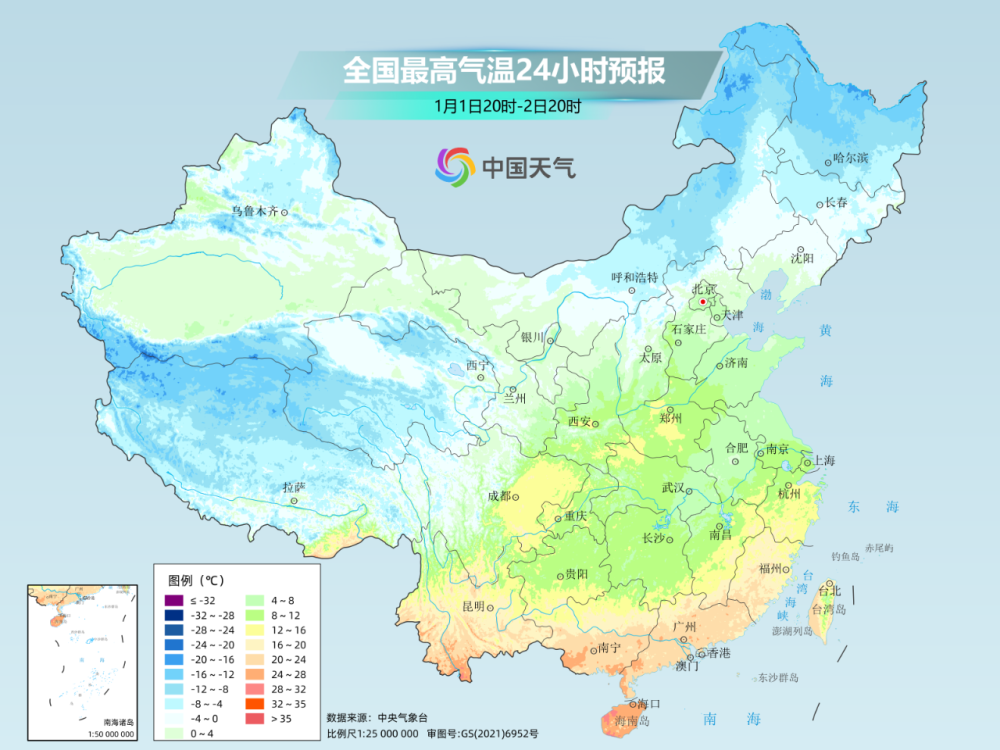 全国最高气温24小时预报
1月1日20时-2日20时
中国天气
哈尔滨
长春
乌鲁木齐
沈阳
呼和浩特
北京
渤
天津
海
黄
石家庄
银川
太原
济南
西宁
海
兰州
郑州
西安
合肥
南京
上海
拉萨
成都
武汉
杭州
重庆
东 海
长沙
南昌
赤尾屿
钓鱼岛
贵阳
福州
台
湾
海
峡
台北
昆明
台湾岛
广州
澎湖列岛
南宁
香港
澳门
东沙群岛
海口
海南岛
南 海
图例 (℃)
≤ -32
-32 ~ -28
-28 ~ -24
-24 ~ -20
-20 ~ -16
-16 ~ -12
-12 ~ -8
-8 ~ -4
-4 ~ 0
0 ~ 4
4 ~ 8
8 ~ 12
12 ~ 16
16 ~ 20
20 ~ 24
24 ~ 28
28 ~ 32
32 ~ 35
> 35
南海诸岛
1:50 000 000
数据来源：中央气象台
比例尺1:25 000 000 审图号:GS(2021)6952号